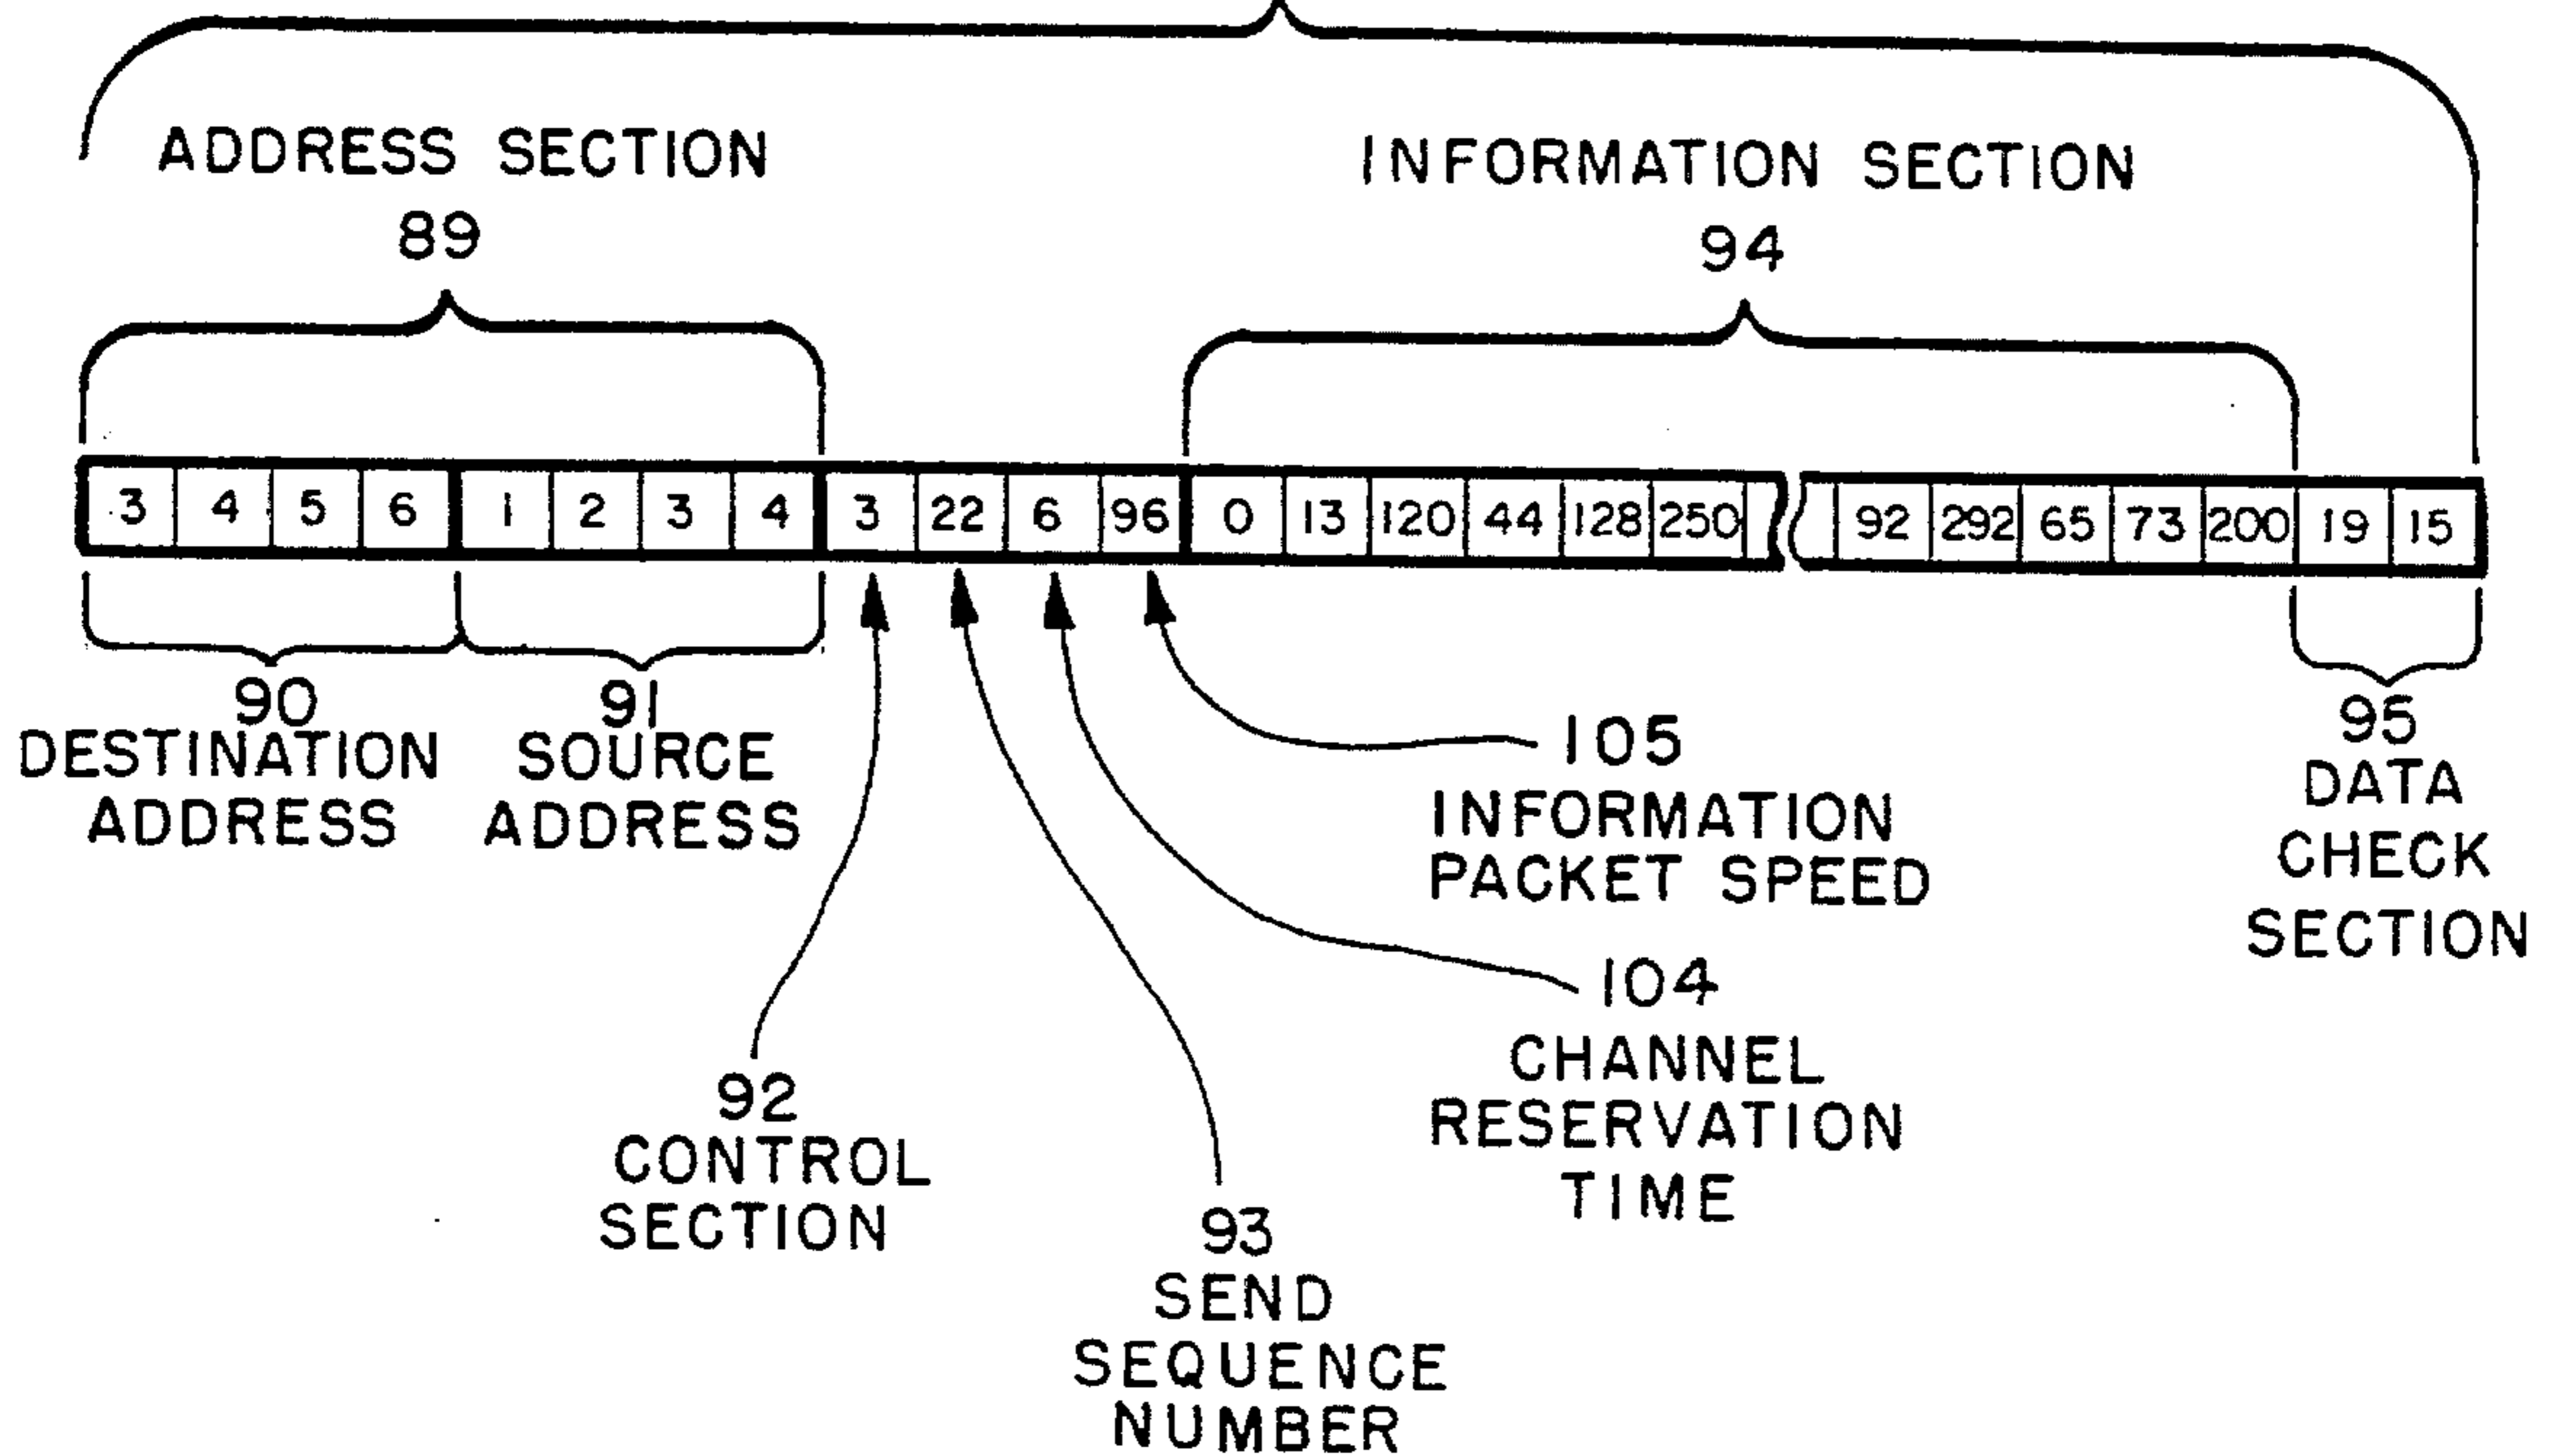 ADDRESS SECTION
89
INFORMATION SECTION
94
3 4 5 6 1 2 3 4 3 22 6 96 0 13 120 44 128 250 92 292 65 73 200 19 15
90
DESTINATION
ADDRESS
91
SOURCE
ADDRESS
105
INFORMATION
PACKET SPEED
95
DATA
CHECK
SECTION
104
CHANNEL
RESERVATION
TIME
92
CONTROL
SECTION
93
SEND
SEQUENCE
NUMBER